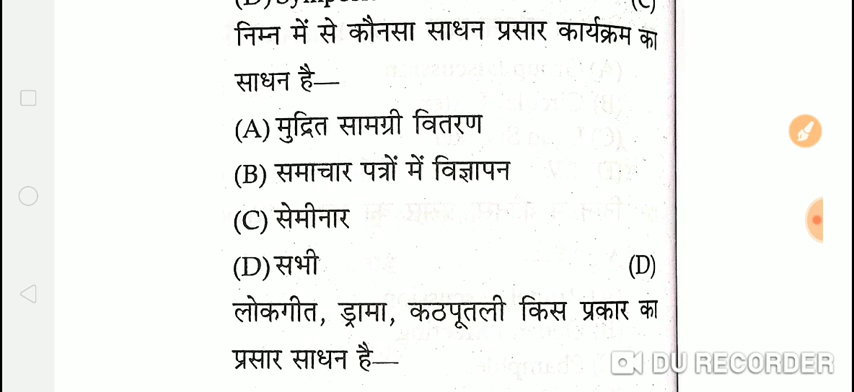 (C)
निम्न में से कौनसा साधन प्रसार कार्यक्रम का
साधन है—
(A) मुद्रित सामग्री वितरण
(B) समाचार पत्रों में विज्ञापन
(C) सेमीनार
(D) सभी (D)
लोकगीत, ड्रामा, कठपूतली किस प्रकार का
प्रसार साधन है—
DU RECORDER